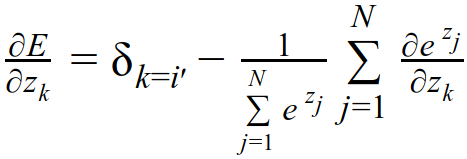 ∂E/∂z_k = δ_{k=i'} − 1/(∑_{j=1}^{N} e^{z_j}) ∑_{j=1}^{N} ∂e^{z_j}/∂z_k